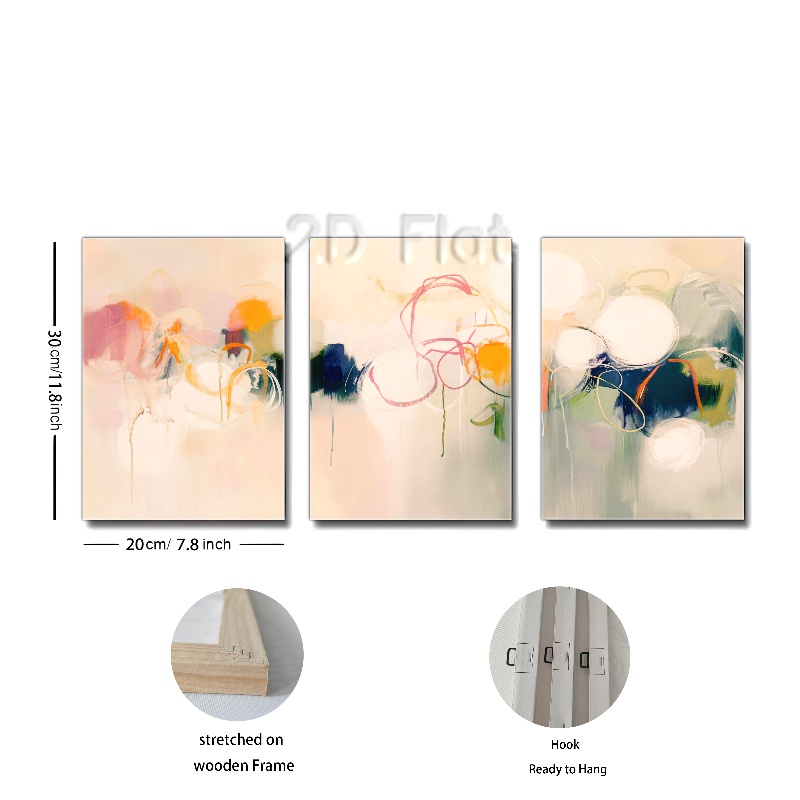 2D Flat
30cm/11.8inch
20cm/ 7.8 inch
stretched on
wooden Frame
Hook
Ready to Hang